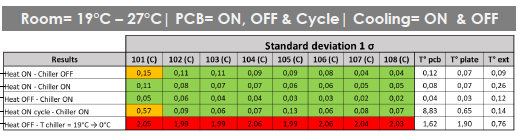 Room= 19°C – 27°C| PCB= ON, OFF & Cycle| Cooling= ON & OFF
Standard deviation 1 σ
Results 101 (C) 102 (C) 103 (C) 104 (C) 105 (C) 106 (C) 107 (C) 108 (C) T° pcb T° plate T° ext
Heat ON - Chiller OFF 0,15 0,11 0,11 0,09 0,09 0,08 0,04 0,04 0,12 0,07 0,09
Heat ON - Chiller ON 0,11 0,08 0,07 0,07 0,06 0,06 0,06 0,05 0,08 0,07 0,26
Heat OFF - Chiller ON 0,05 0,06 0,04 0,04 0,03 0,03 0,02 0,02 0,04 0,03 0,12
Heat ON cycle - Chiller ON 0,57 0,09 0,06 0,07 0,13 0,06 0,08 0,07 8,83 0,65 0,14
Heat OFF - T chiller = 19°C → 0°C 2,05 1,99 1,99 2,06 1,99 2,06 2,04 2,03 1,62 1,90 0,76